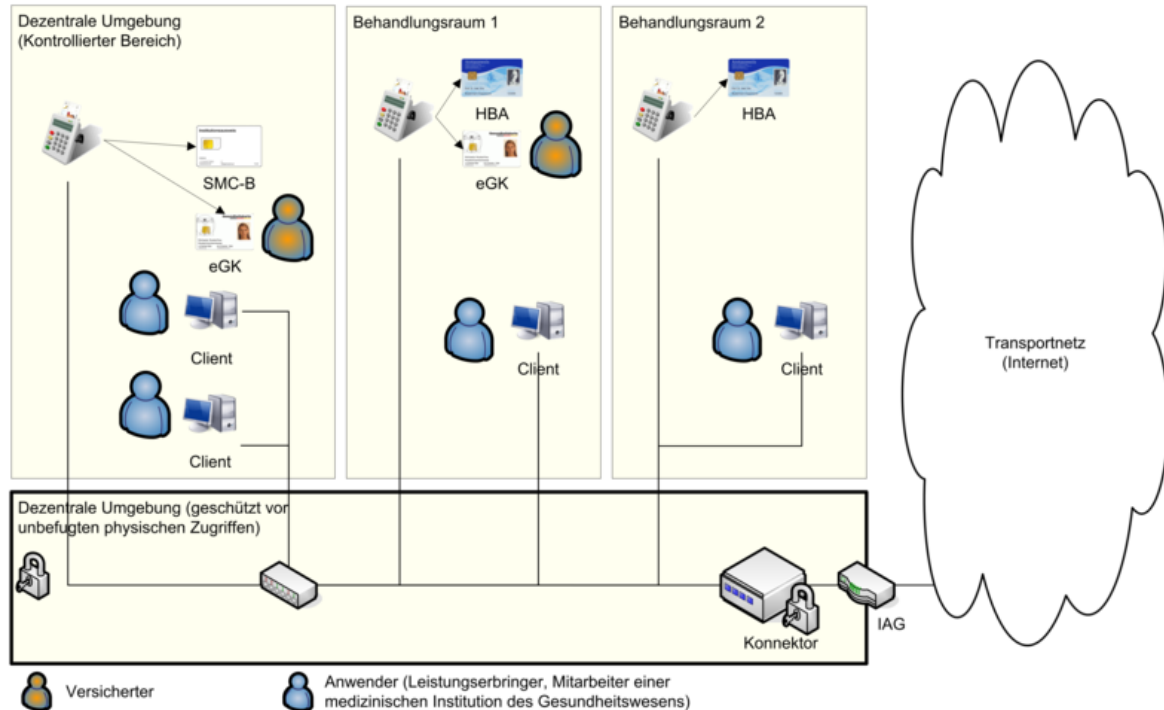 Dezentrale Umgebung
(Kontrollierter Bereich)
SMC-B
eGK
Client
Client
Behandlungsraum 1
HBA
eGK
Client
Behandlungsraum 2
HBA
Client
Transportnetz
(Internet)
Dezentrale Umgebung (geschützt vor
unbefugten physischen Zugriffen)
Konnektor
IAG
Versicherter
Anwender (Leistungserbringer, Mitarbeiter einer
medizinischen Institution des Gesundheitswesens)